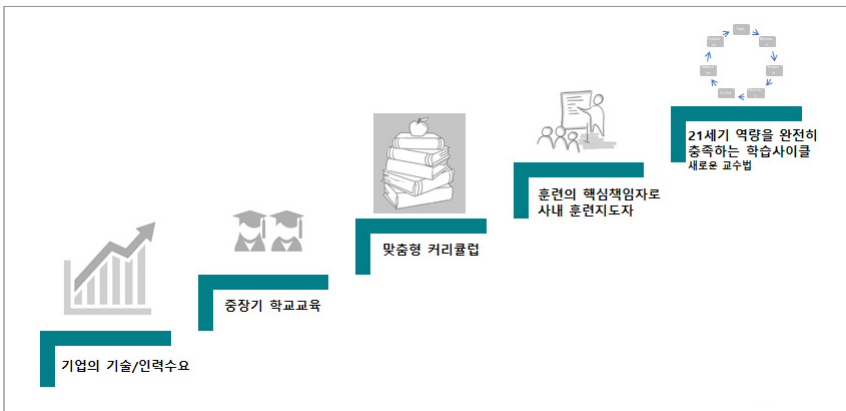 기업의 기술/인력수요
중장기 학교교육
맞춤형 커리큘럽
훈련의 핵심책임자로
사내 훈련지도자
21세기 역량을 완전히
충족하는 학습사이클
새로운 교수법